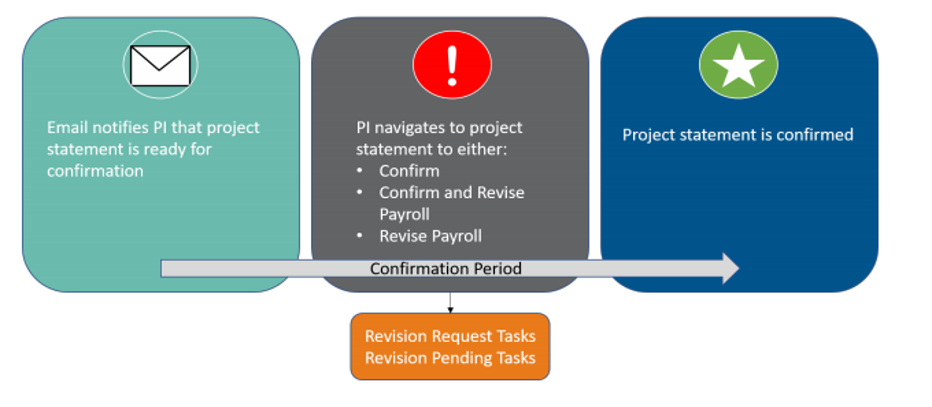 Email notifies PI that project
statement is ready for
confirmation
PI navigates to project
statement to either:
• Confirm
• Confirm and Revise
Payroll
• Revise Payroll
Project statement is confirmed
Confirmation Period
Revision Request Tasks
Revision Pending Tasks